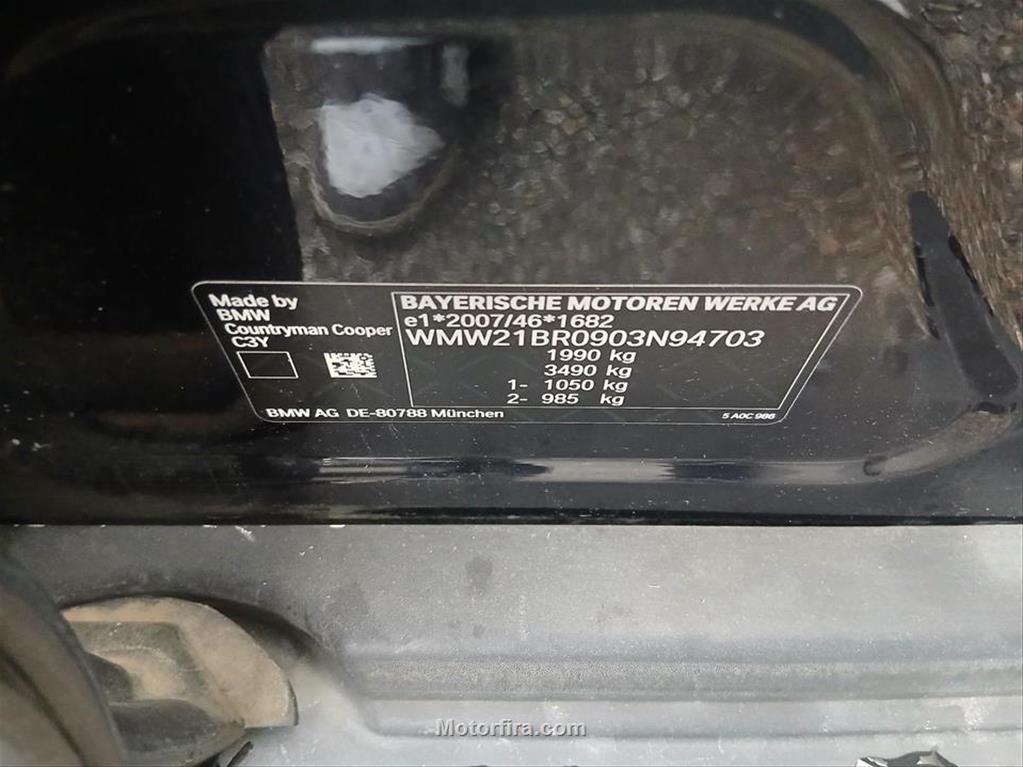 Made by
BMW
Countryman Cooper
C3Y
BMW AG DE-80788 München
BAYERISCHE MOTOREN WERKE AG
e1*2007/46*1682
WMW21BR0903N94703
1990 kg
3490 kg
1- 1050 kg
2- 985 kg
5 A0C 986
Motorfira.com